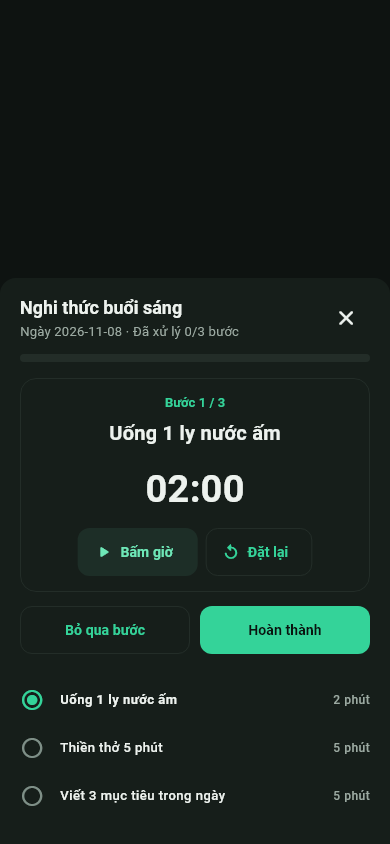 Nghi thức buổi sáng
Ngày 2026-11-08 · Đã xử lý 0/3 bước
Bước 1 / 3
Uống 1 ly nước ấm
02:00
Bấm giờ
Đặt lại
Bỏ qua bước
Hoàn thành
Uống 1 ly nước ấm 2 phút
Thiền thở 5 phút 5 phút
Viết 3 mục tiêu trong ngày 5 phút